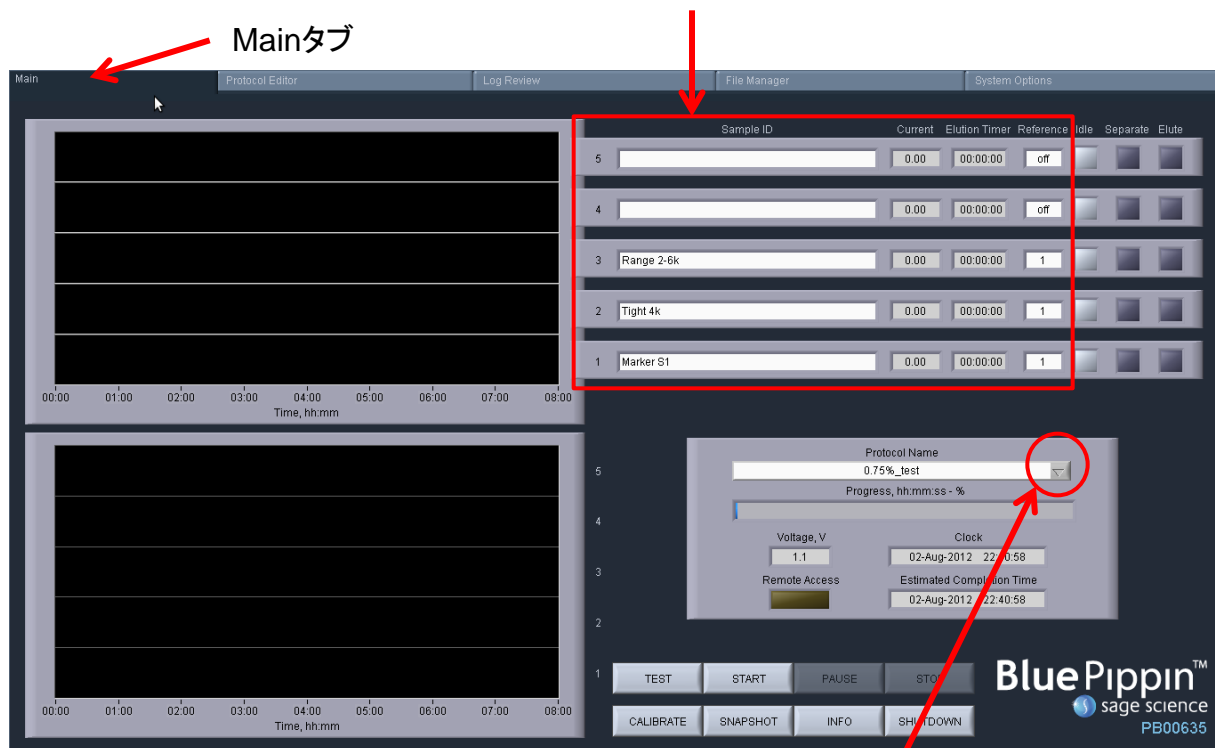 Mainタブ
Main
Protocol Editor
Log Review
File Manager
System Options
Sample ID Current Elution Timer Reference Idle Separate Elute
5 0.00 00:00:00 off
4 0.00 00:00:00 off
3 Range 2-6k 0.00 00:00:00 1
2 Tight 4k 0.00 00:00:00 1
1 Marker S1 0.00 00:00:00 1
00:00 01:00 02:00 03:00 04:00 05:00 06:00 07:00 08:00
Time, hh:mm
Protocol Name
0.75%_test
Progress, hh:mm:ss - %
Voltage, V Clock
1.1 02-Aug-2012 22:40:58
Remote Access Estimated Completion Time
02-Aug-2012 22:40:58
5
4
3
2
1
TEST START PAUSE STOP
CALIBRATE SNAPSHOT INFO SHUTDOWN
00:00 01:00 02:00 03:00 04:00 05:00 06:00 07:00 08:00
Time, hh:mm
BluePippin™
sage science
PB00635